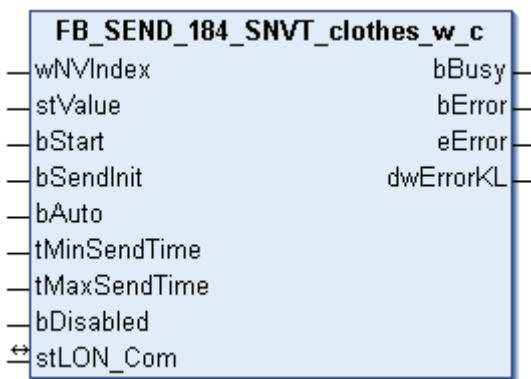 FB_SEND_184_SNVT_clothes_w_c
wNVIndex bBusy
stValue bError
bStart eError
bSendInit dwErrorKL
bAuto
tMinSendTime
tMaxSendTime
bDisabled
stLON_Com